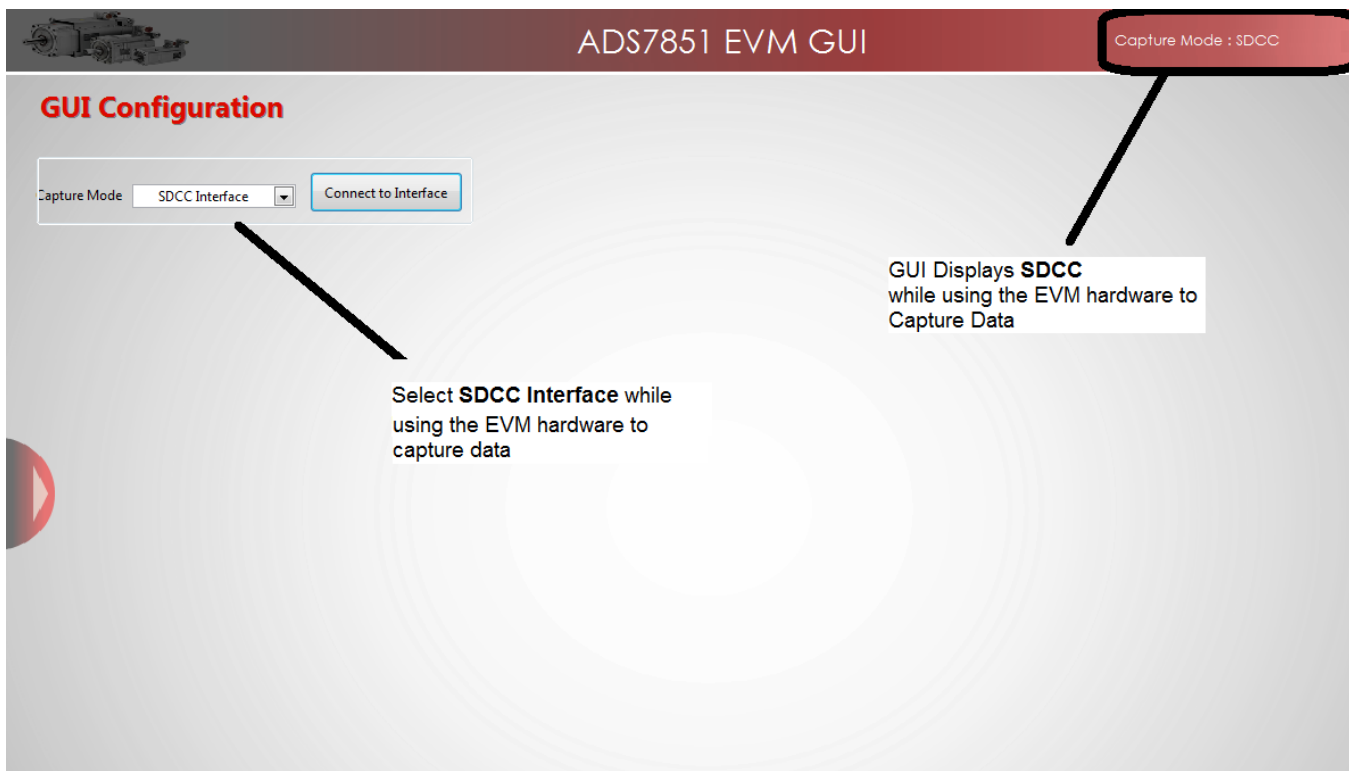 ADS7851 EVM GUI
Capture Mode : SDCC
GUI Configuration
Capture Mode
SDCC Interface
Connect to Interface
GUI Displays SDCC
while using the EVM hardware to
Capture Data
Select SDCC Interface while
using the EVM hardware to
capture data